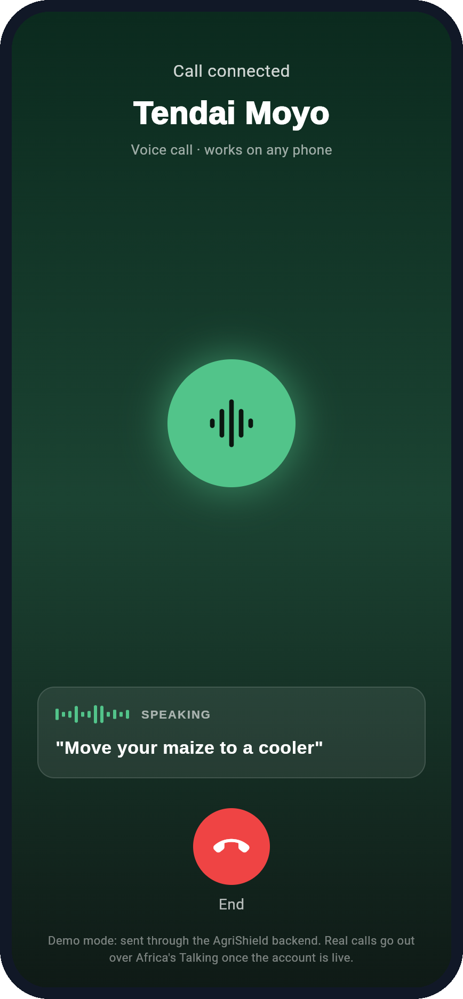 Call connected
Tendai Moyo
Voice call · works on any phone
SPEAKING
"Move your maize to a cooler"
End
Demo mode: sent through the AgriShield backend. Real calls go out
over Africa's Talking once the account is live.